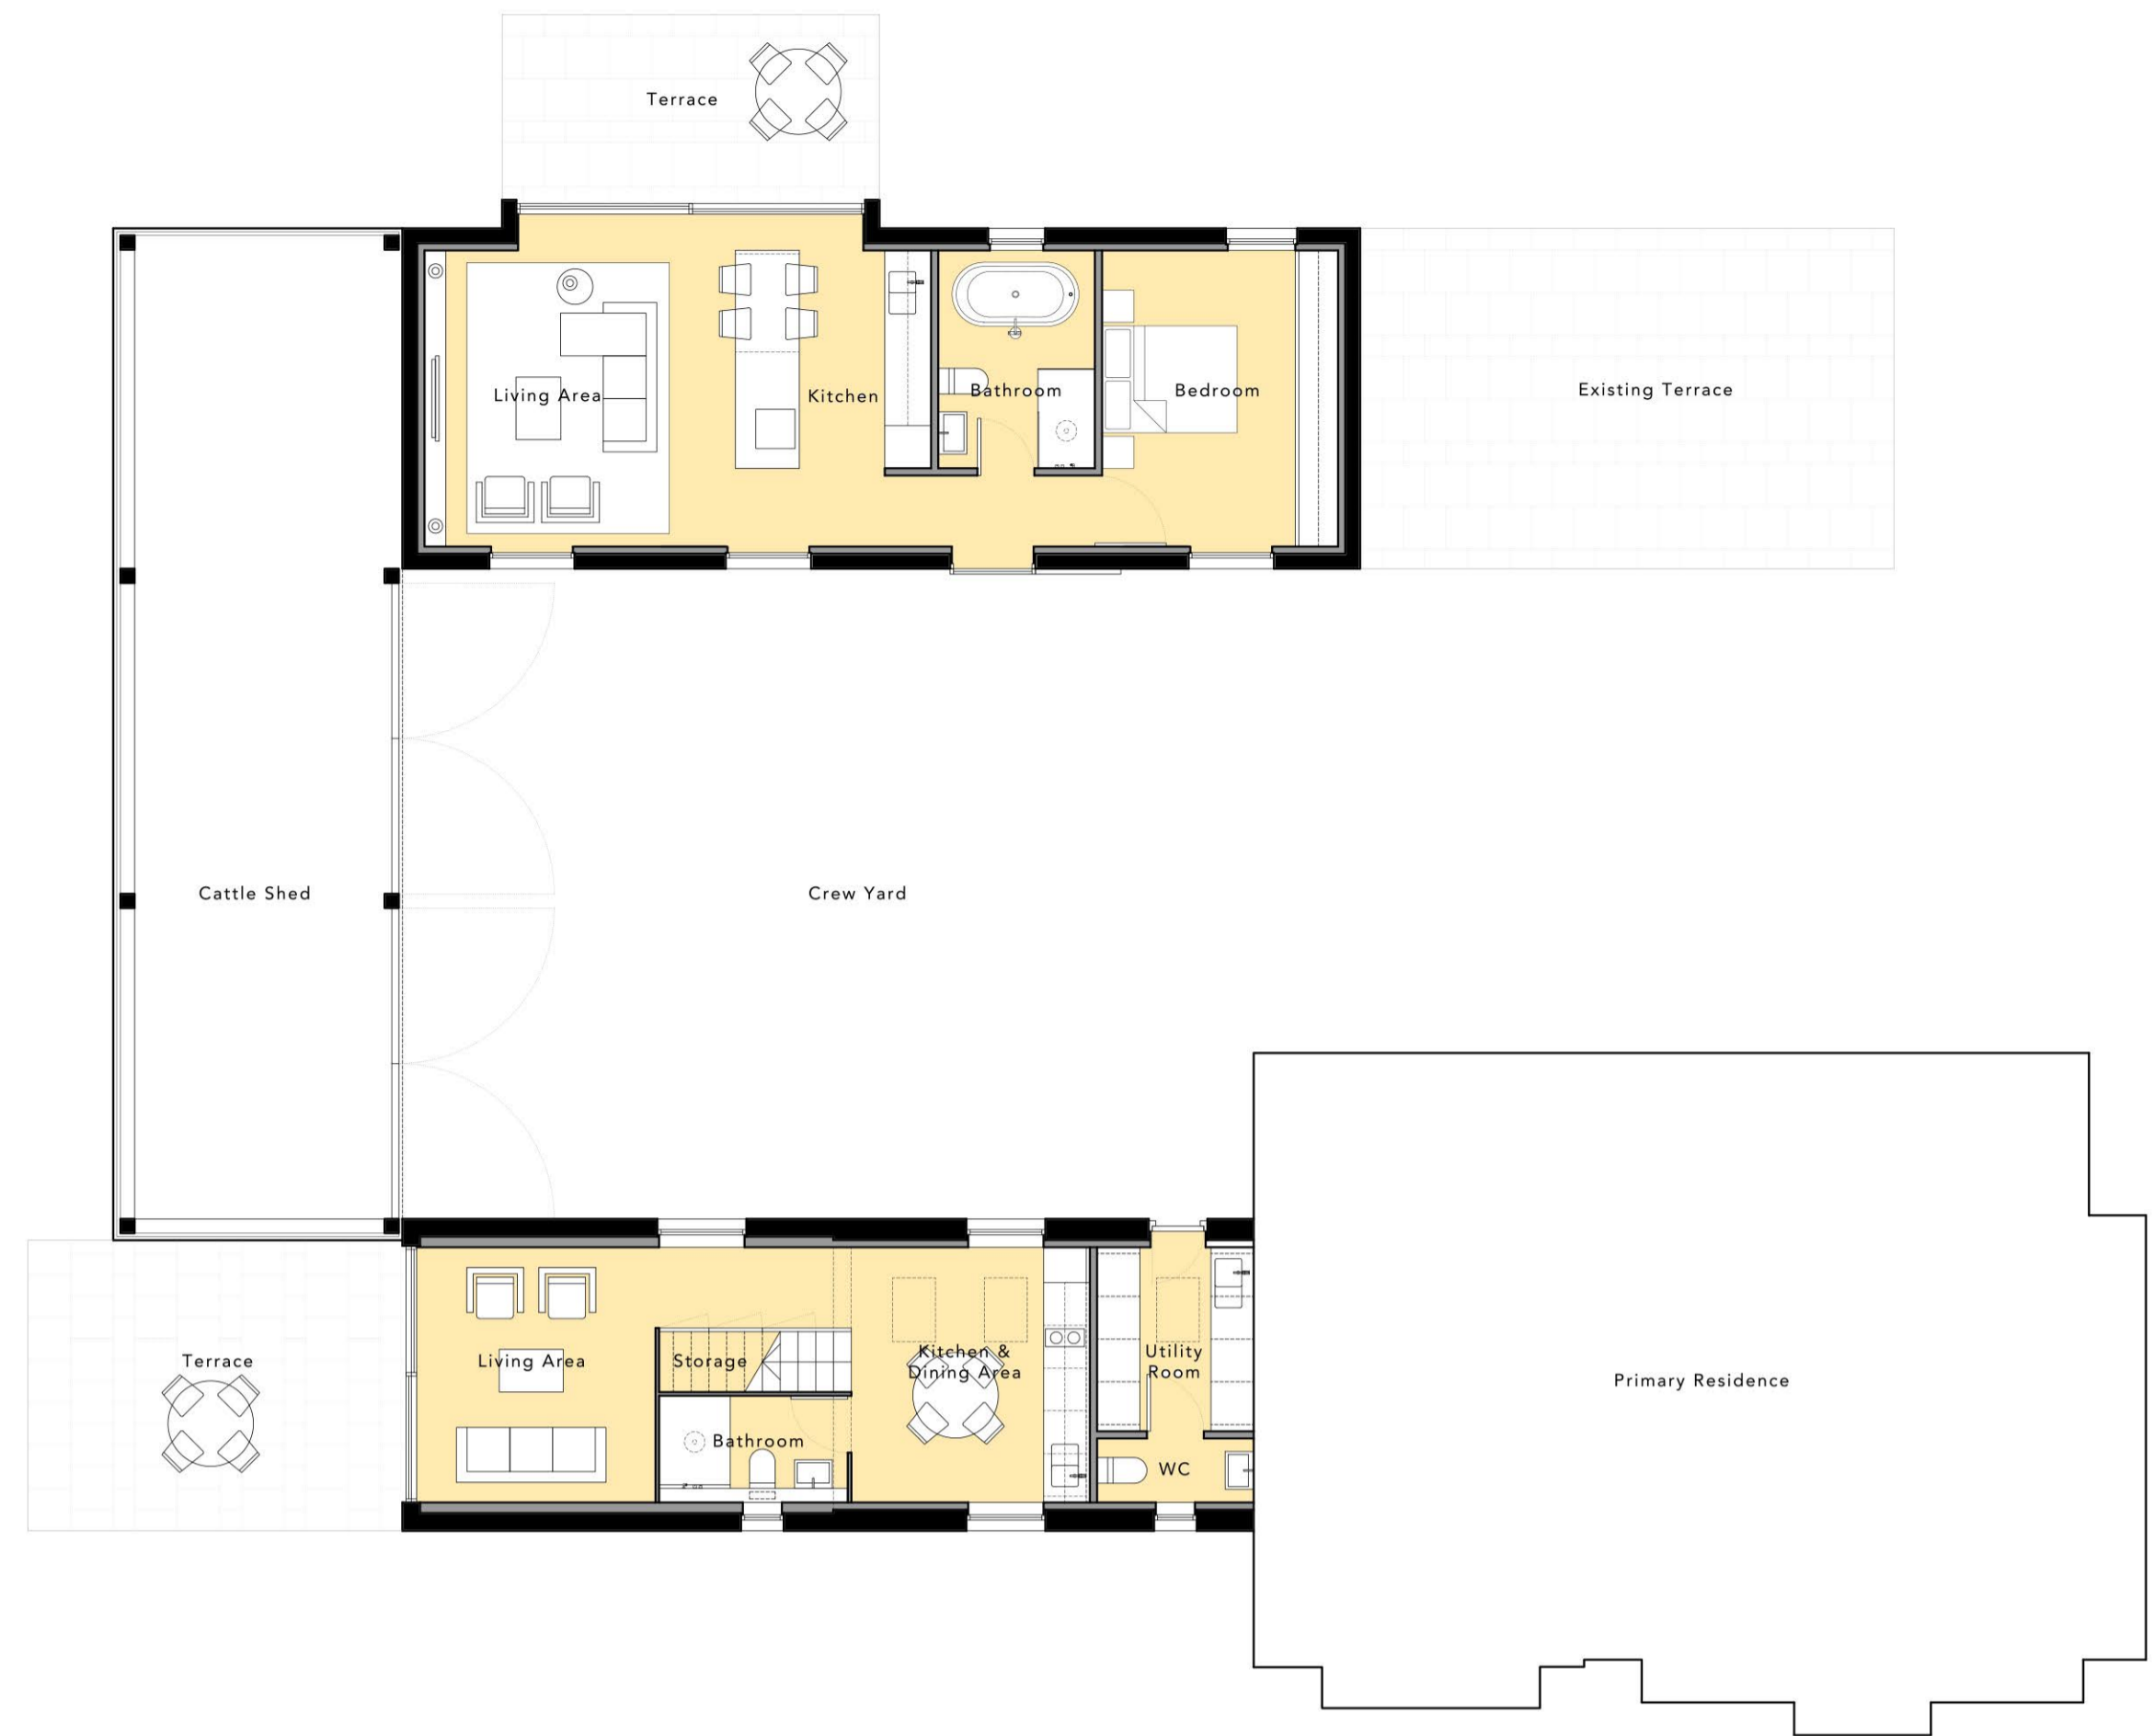 Terrace
Living Area
Kitchen
Bathroom
Bedroom
Existing Terrace
Cattle Shed
Crew Yard
Terrace
Living Area
Storage
Bathroom
Kitchen &
Dining Area
Utility
Room
WC
Primary Residence